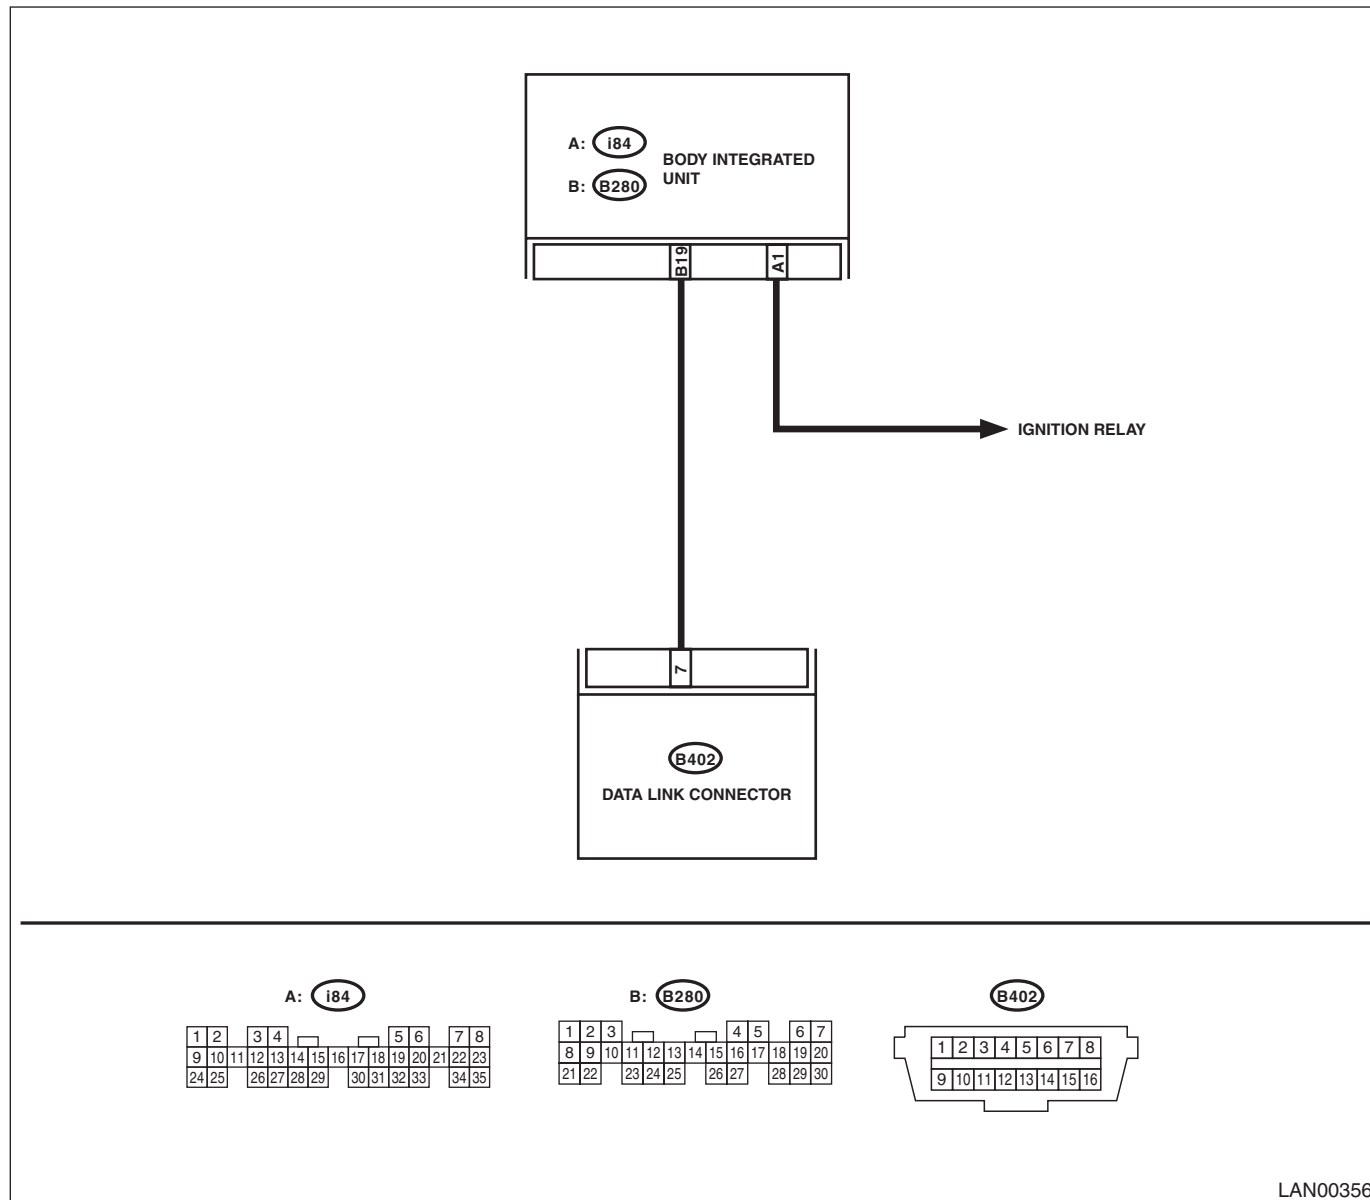 A: i84
BODY INTEGRATED
UNIT
B: B280
B19
A1
IGNITION RELAY
7
B402
DATA LINK CONNECTOR
A: i84
1 2 3 4 5 6 7 8
9 10 11 12 13 14 15 16 17 18 19 20 21 22 23
24 25 26 27 28 29 30 31 32 33 34 35
B: B280
1 2 3 4 5 6 7
8 9 10 11 12 13 14 15 16 17 18 19 20
21 22 23 24 25 26 27 28 29 30
B402
1 2 3 4 5 6 7 8
9 10 11 12 13 14 15 16
LAN00356